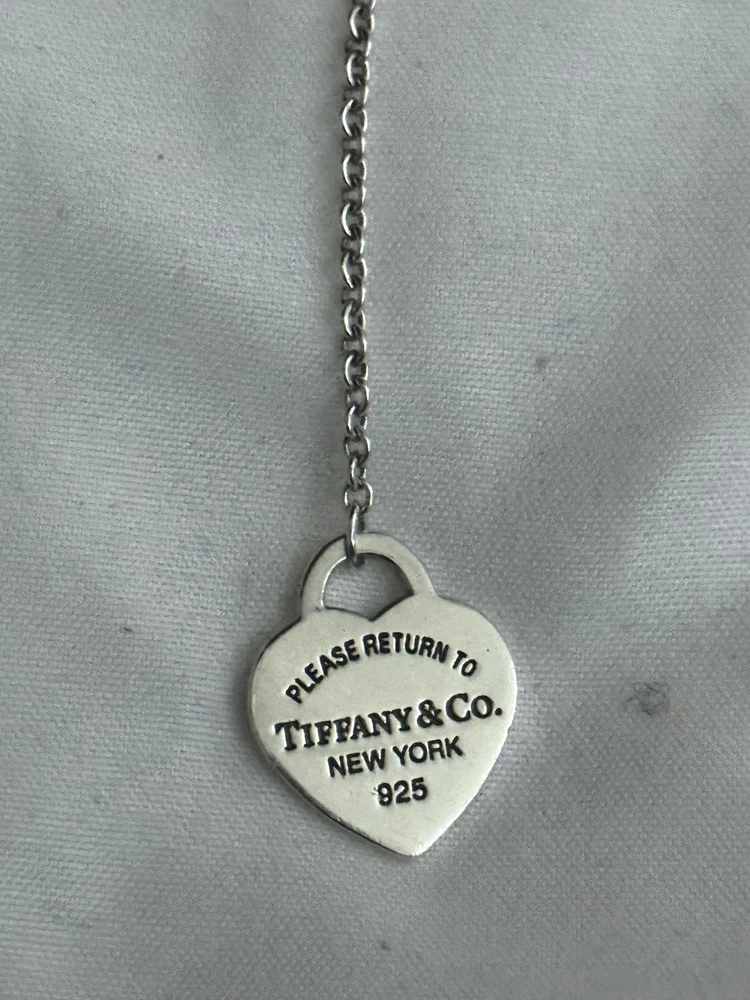 PLEASE RETURN TO
TIFFANY & CO.
NEW YORK
925